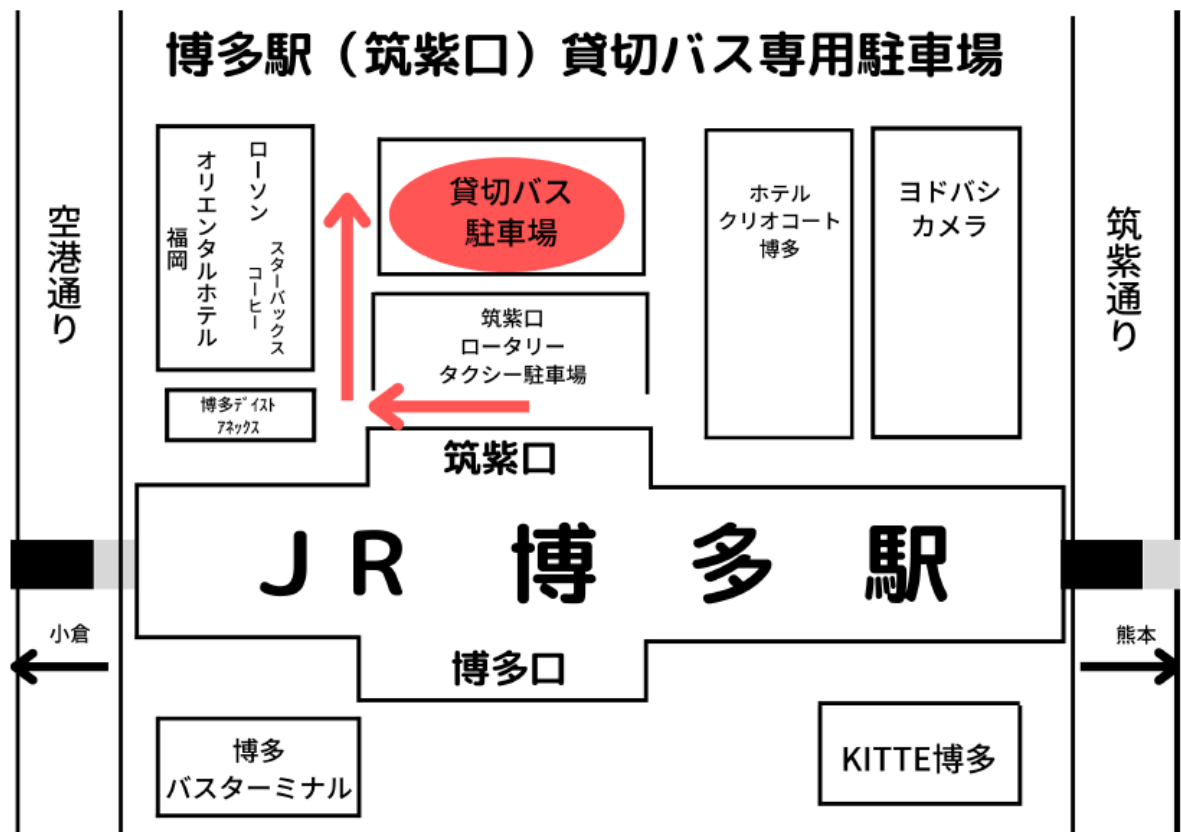 博多駅（筑紫口）貸切バス専用駐車場
空港通り
福岡
オリエンタルホテル
ローソン
スターバックス
コーヒー
貸切バス
駐車場
ホテル
クリオコート
博多
ヨドバシ
カメラ
筑紫通り
筑紫口
ロータリー
タクシー駐車場
博多ﾃﾞｲｽﾄ
ｱﾈｯｸｽ
筑紫口
ＪＲ 博多駅
小倉
熊本
博多口
博多
バスターミナル
KITTE博多